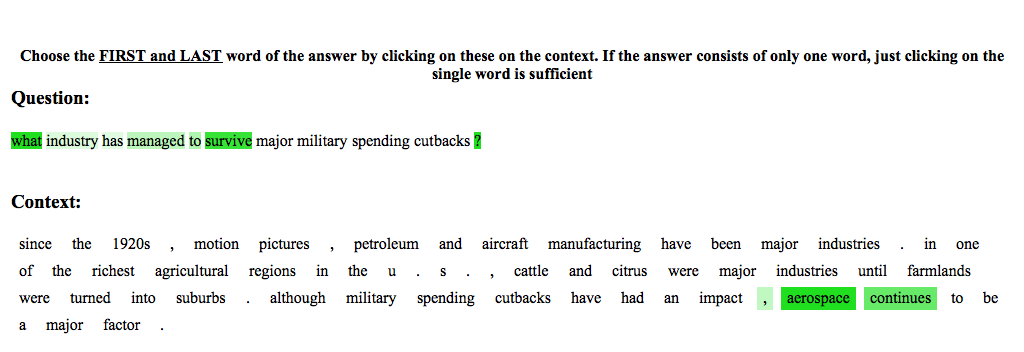 Choose the FIRST and LAST word of the answer by clicking on these on the context. If the answer consists of only one word, just clicking on the
single word is sufficient
Question:
what industry has managed to survive major military spending cutbacks ?
Context:
since the 1920s , motion pictures , petroleum and aircraft manufacturing have been major industries . in one
of the richest agricultural regions in the u . s . , cattle and citrus were major industries until farmlands
were turned into suburbs . although military spending cutbacks have had an impact , aerospace continues to be
a major factor .